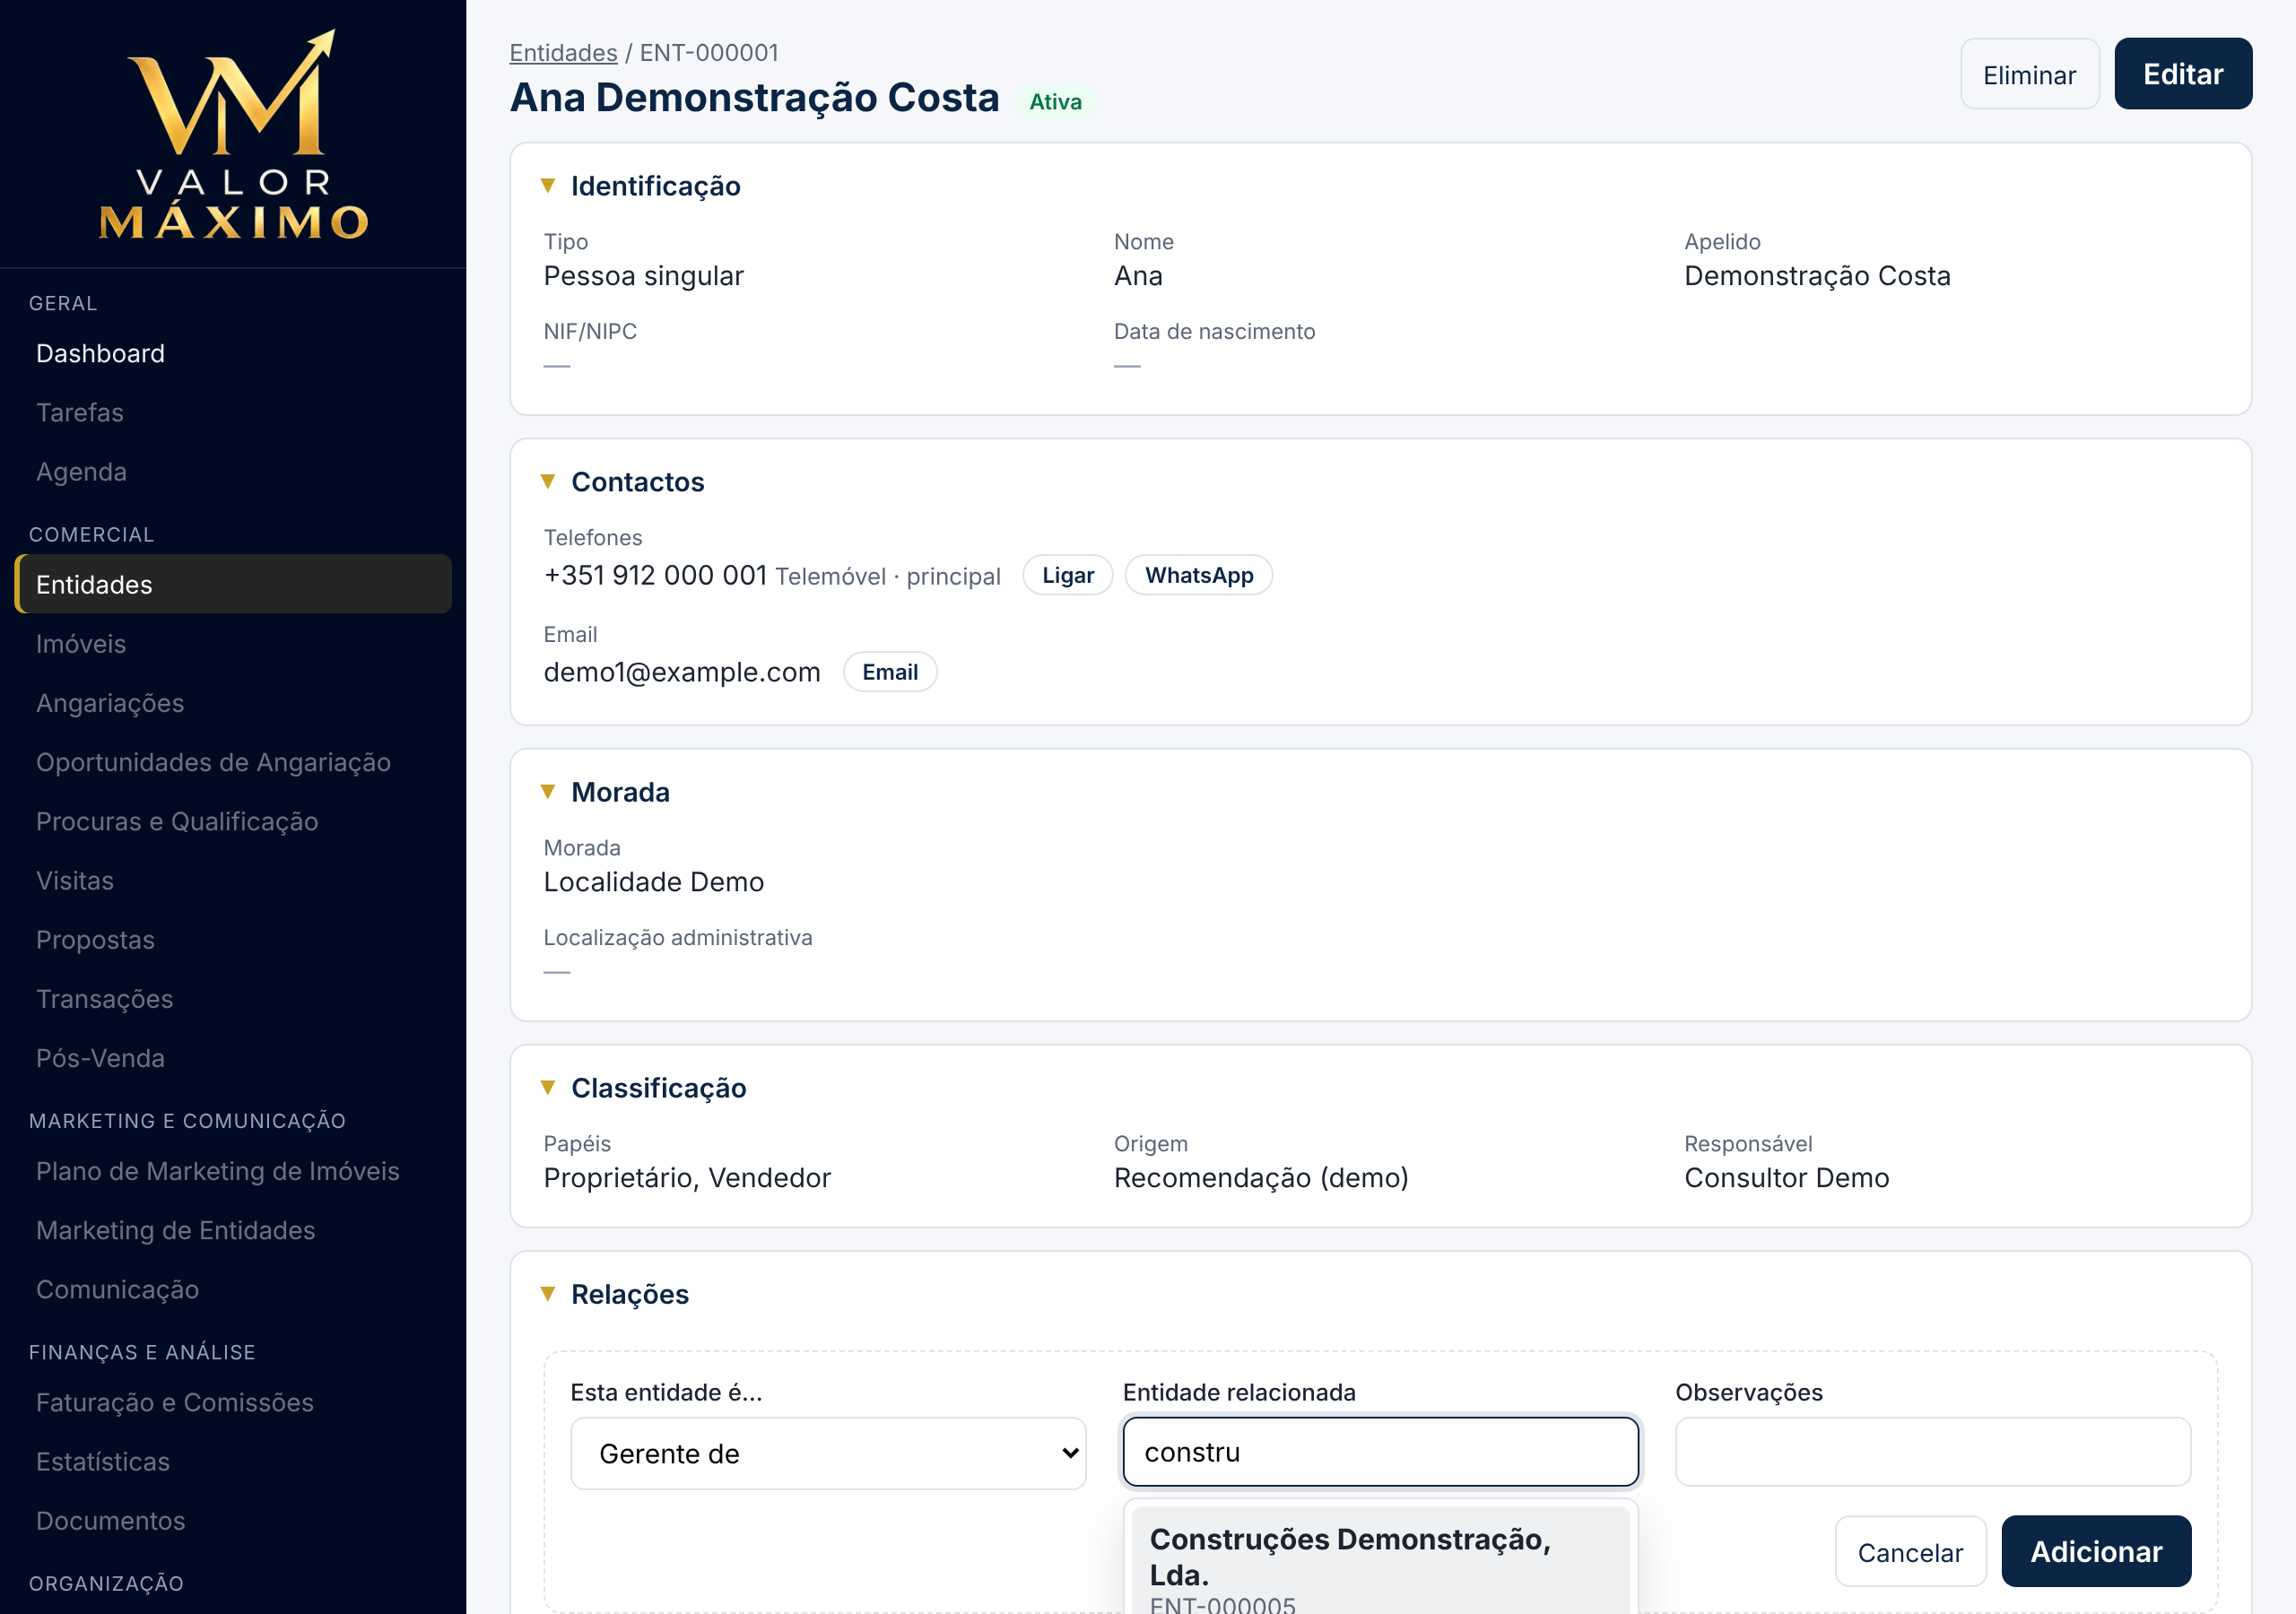 VM
VALOR
MÁXIMO
GERAL
Dashboard
Tarefas
Agenda
COMERCIAL
Entidades
Imóveis
Angariações
Oportunidades de Angariação
Procuras e Qualificação
Visitas
Propostas
Transações
Pós-Venda
MARKETING E COMUNICAÇÃO
Plano de Marketing de Imóveis
Marketing de Entidades
Comunicação
FINANÇAS E ANÁLISE
Faturação e Comissões
Estatísticas
Documentos
ORGANIZAÇÃO
Entidades / ENT-000001
Ana Demonstração Costa Ativa
Eliminar Editar
Identificação
Tipo Nome Apelido
Pessoa singular Ana Demonstração Costa
NIF/NIPC Data de nascimento
— —
Contactos
Telefones
+351 912 000 001 Telemóvel · principal Ligar WhatsApp
Email
demo1@example.com Email
Morada
Morada
Localidade Demo
Localização administrativa
—
Classificação
Papéis Origem Responsável
Proprietário, Vendedor Recomendação (demo) Consultor Demo
Relações
Esta entidade é... Entidade relacionada Observações
Gerente de constru
Construções Demonstração,
Lda.
ENT-000005
Cancelar Adicionar